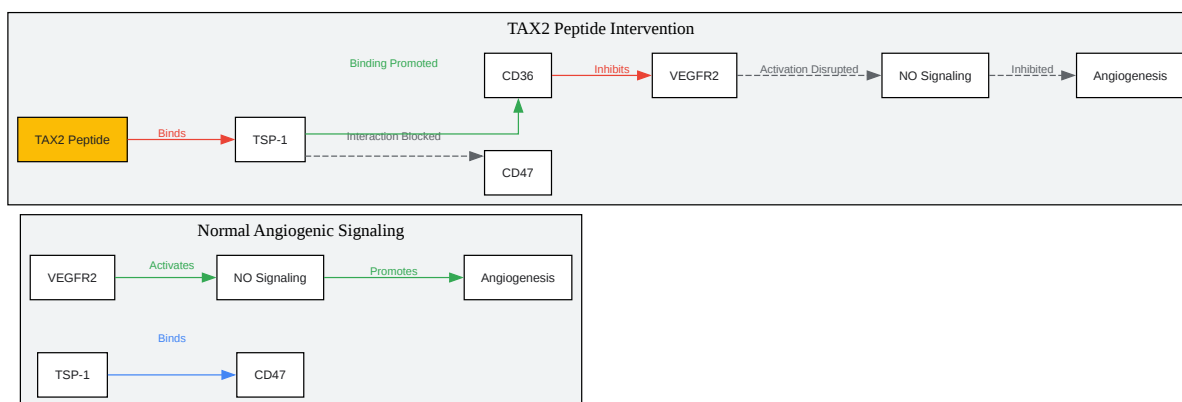 TAX2 Peptide Intervention
Binding Promoted
CD36
Inhibits
VEGFR2
Activation Disrupted
NO Signaling
Inhibited
Angiogenesis
TAX2 Peptide
Binds
TSP-1
Interaction Blocked
CD47
Normal Angiogenic Signaling
VEGFR2
Activates
NO Signaling
Promotes
Angiogenesis
Binds
TSP-1
CD47